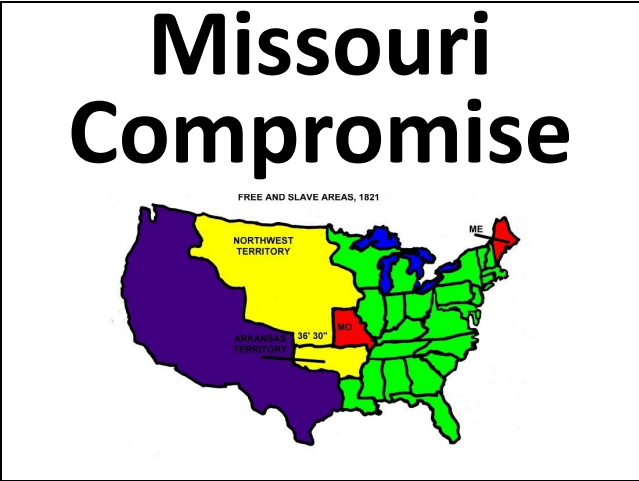 Missouri
Compromise
FREE AND SLAVE AREAS, 1821
ME
NORTHWEST
TERRITORY
MO
36' 30"
ARKANSAS
TERRITORY